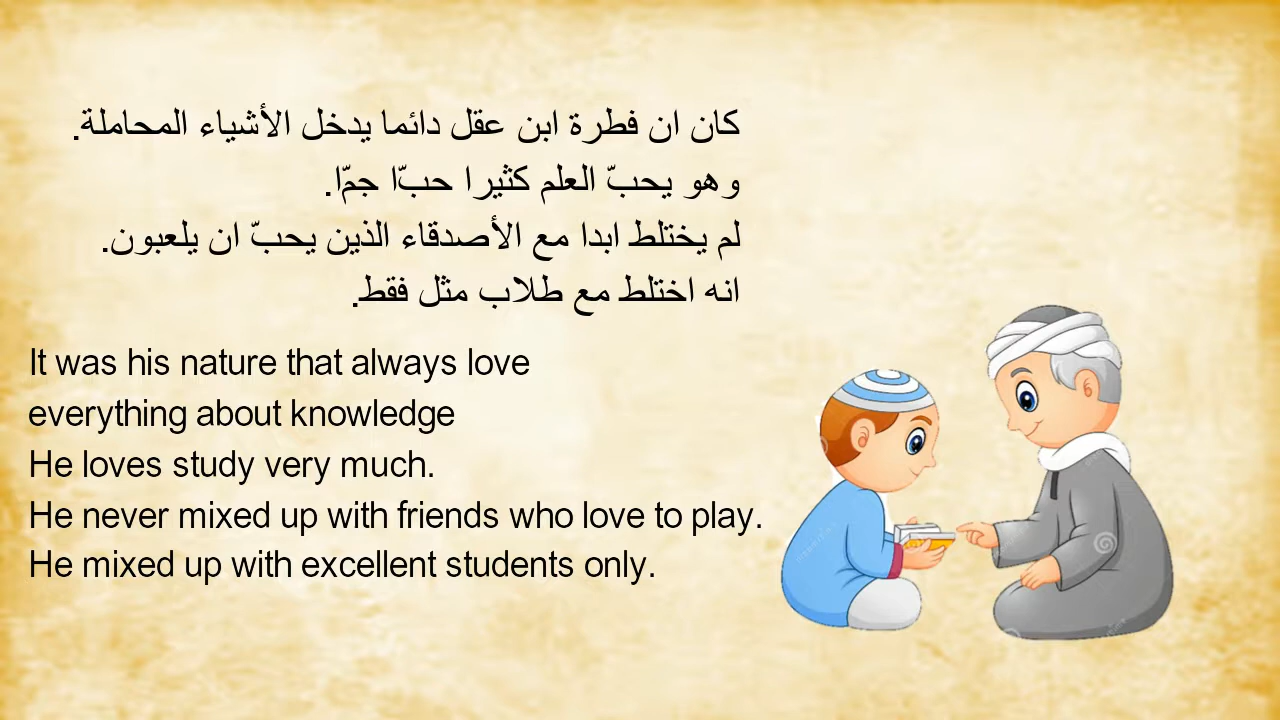 كان ان فطرة ابن عقل دائما يدخل الأشياء المحاملة.
وهو يحبّ العلم كثيرا حبّا جمّا.
لم يختلط ابدا مع الأصدقاء الذين يحبّ ان يلعبون.
انه اختلط مع طلاب مثل فقط.
It was his nature that always love
everything about knowledge
He loves study very much.
He never mixed up with friends who love to play.
He mixed up with excellent students only.